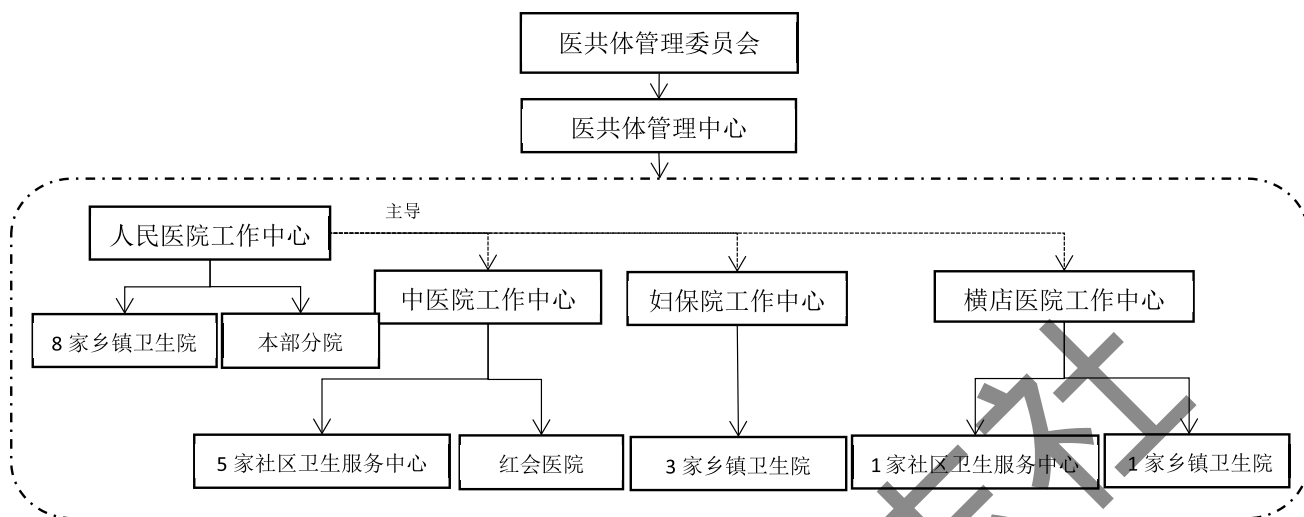 医共体管理委员会
医共体管理中心
主导
人民医院工作中心
中医院工作中心
妇保院工作中心
横店医院工作中心
8 家乡镇卫生院
本部分院
5 家社区卫生服务中心
红会医院
3 家乡镇卫生院
1 家社区卫生服务中心
1 家乡镇卫生院
社